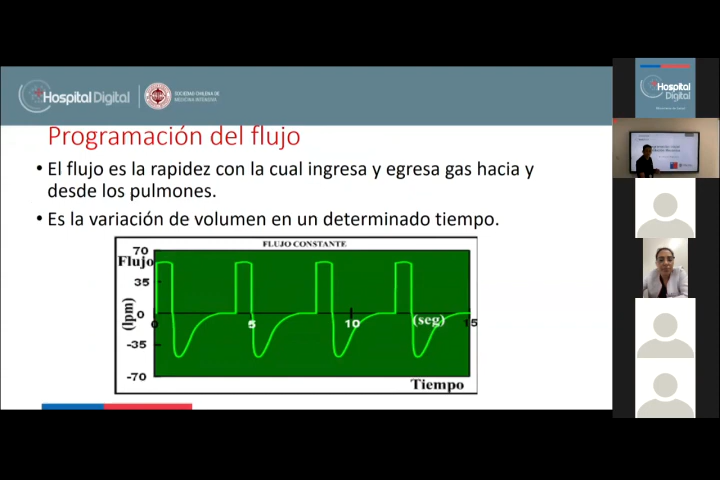 Hospital Digital
SOCIEDAD CHILENA DE
MEDICINA INTENSIVA
Programación del flujo
• El flujo es la rapidez con la cual ingresa y egresa gas hacia y
desde los pulmones.
• Es la variación de volumen en un determinado tiempo.
FLUJO CONSTANTE
70
Flujo
35
(lpm)
0
-35
-70
0
5
10
(seg)
15
Tiempo
Hospital
Digital